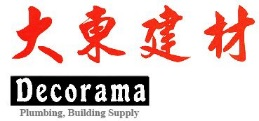 大東建材
Decorama
Plumbing, Building Supply